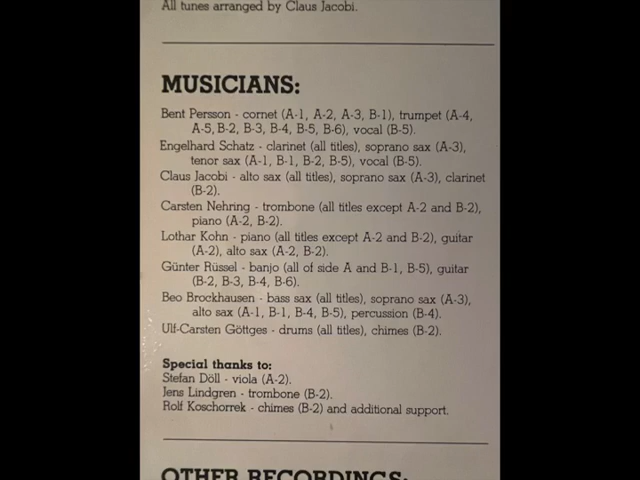 All tunes arranged by Claus Jacobi.
MUSICIANS:
Bent Persson - cornet (A-1, A-2, A-3, B-1), trumpet (A-4,
A-5, B-2, B-3, B-4, B-5, B-6), vocal (B-5).
Engelhard Schatz - clarinet (all titles), soprano sax (A-3),
tenor sax (A-1, B-1, B-2, B-5), vocal (B-5).
Claus Jacobi - alto sax (all titles), soprano sax (A-3), clarinet
(B-2).
Carsten Nehring - trombone (all titles except A-2 and B-2),
piano (A-2, B-2).
Lothar Kohn - piano (all titles except A-2 and B-2), guitar
(A-2), alto sax (A-2, B-2).
Günter Rüssel - banjo (all of side A and B-1, B-5), guitar
(B-2, B-3, B-4, B-6).
Beo Brockhausen - bass sax (all titles), soprano sax (A-3),
alto sax (A-1, B-1, B-4, B-5), percussion (B-4).
Ulf-Carsten Göttges - drums (all titles), chimes (B-2).
Special thanks to:
Stefan Döll - viola (A-2).
Jens Lindgren - trombone (B-2).
Rolf Koschorrek - chimes (B-2) and additional support.
OTHER RECORDINGS: